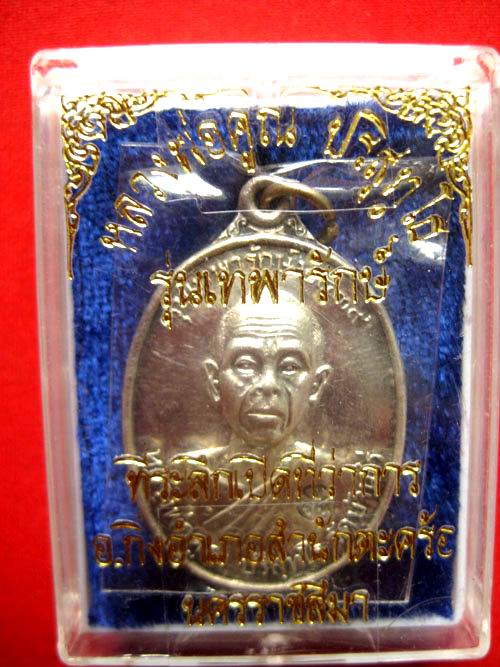 หลวงพ่อคูณ ปริสุทโธ
รุ่นเทพารักษ์
ที่ระลึกเปิดที่ว่าการ
อ.กิ่งอำเภอสำนักตะคร้อ
นครราชสีมา